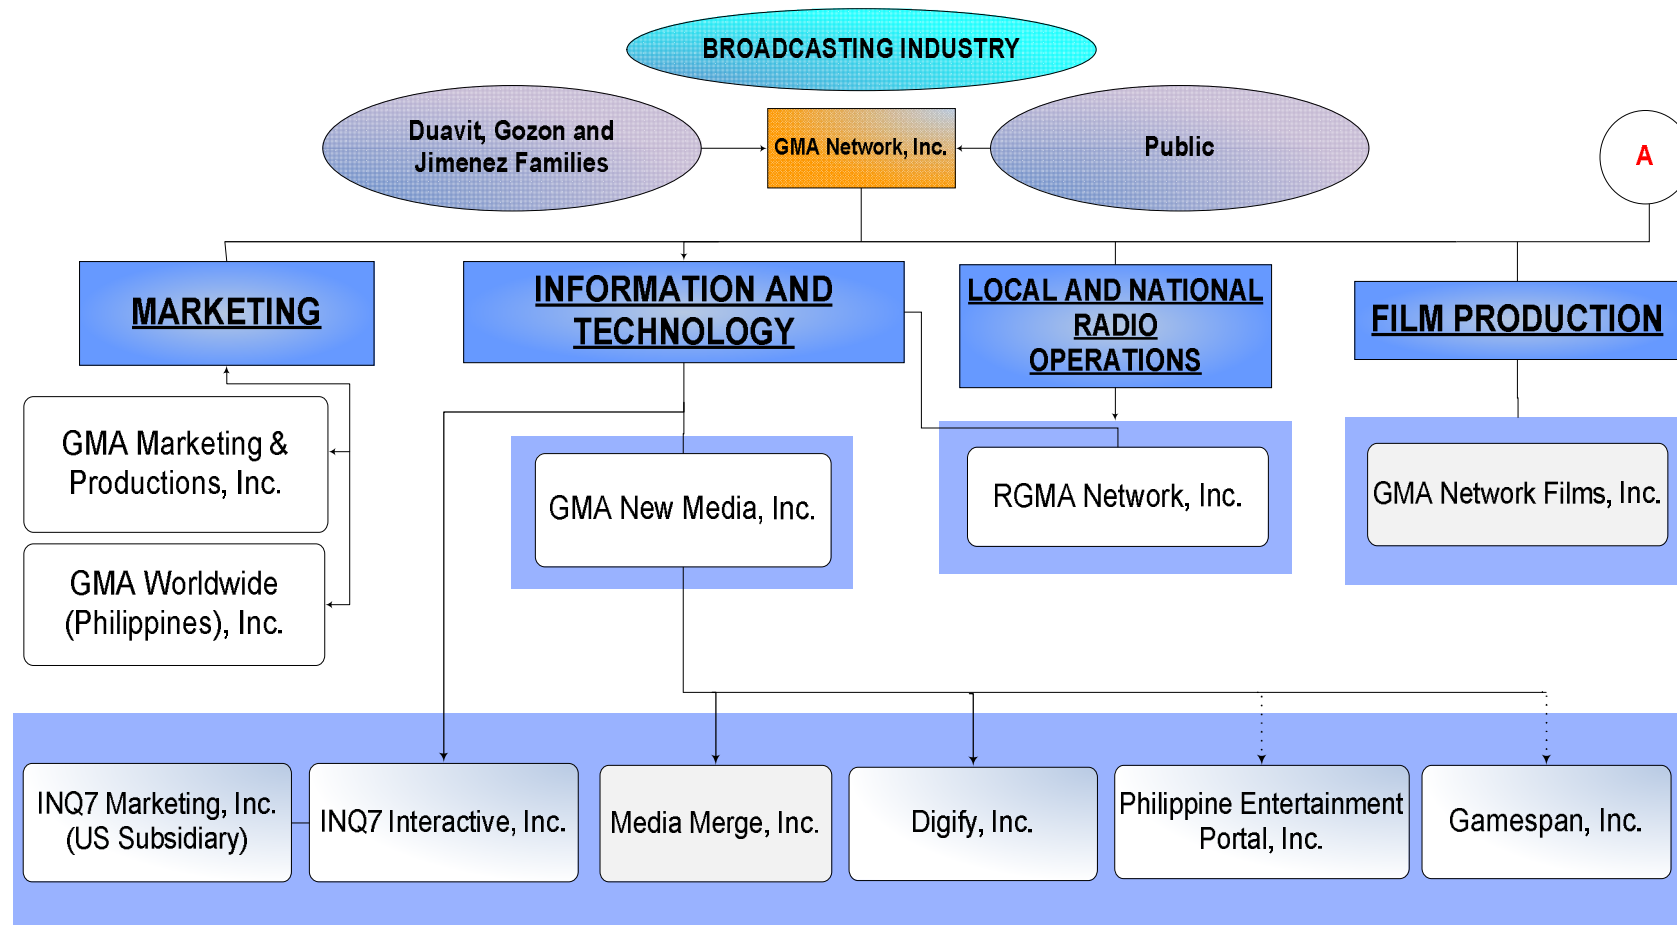 BROADCASTING INDUSTRY
Duavit, Gozon and
Jimenez Families
GMA Network, Inc.
Public
A
MARKETING
INFORMATION AND
TECHNOLOGY
LOCAL AND NATIONAL
RADIO
OPERATIONS
FILM PRODUCTION
GMA Marketing &
Productions, Inc.
GMA Worldwide
(Philippines), Inc.
GMA New Media, Inc.
RGMA Network, Inc.
GMA Network Films, Inc.
INQ7 Marketing, Inc.
(US Subsidiary)
INQ7 Interactive, Inc.
Media Merge, Inc.
Digify, Inc.
Philippine Entertainment
Portal, Inc.
Gamespan, Inc.